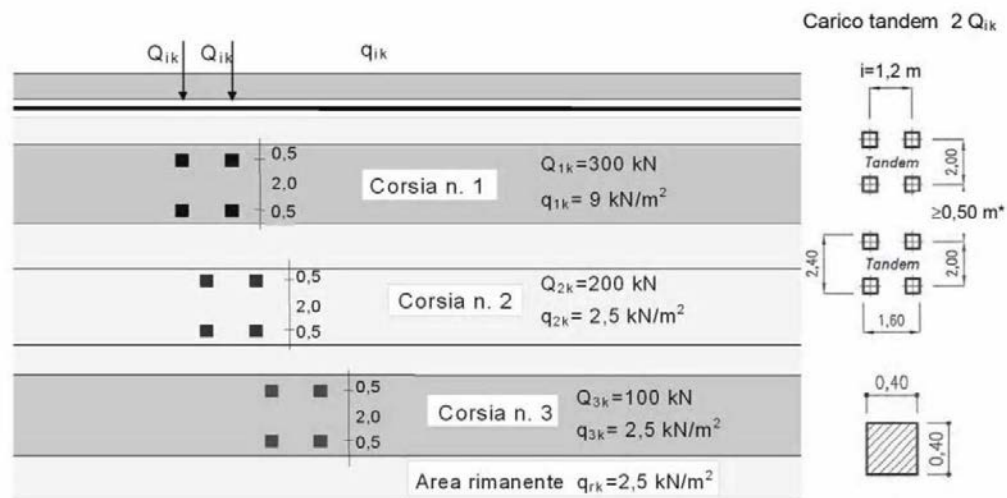 Carico tandem 2 Qik
Qik Qik qik
i=1,2 m
0,5
2,0
0,5
Corsia n. 1
Q1k=300 kN
q1k= 9 kN/m²
Tandem
2,00
≥0,50 m*
0,5
2,0
0,5
Corsia n. 2
Q2k=200 kN
q2k= 2,5 kN/m²
2,40
Tandem
2,00
1,60
0,5
2,0
0,5
Corsia n. 3
Q3k=100 kN
q3k= 2,5 kN/m²
0,40
0,40
Area rimanente qrk=2,5 kN/m²